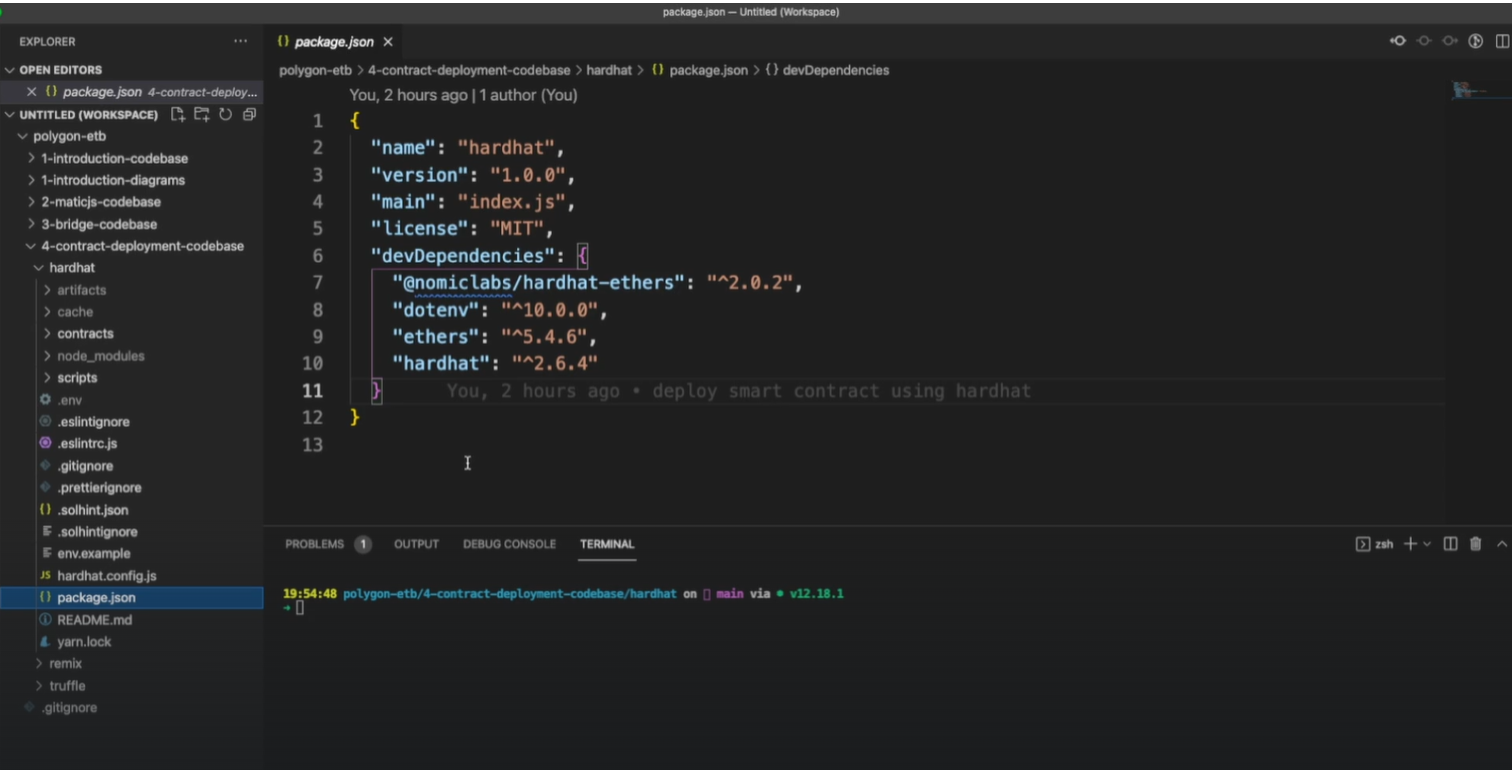 package.json — Untitled (Workspace)
EXPLORER
OPEN EDITORS
package.json 4-contract-deploy...
UNTITLED (WORKSPACE)
polygon-etb
1-introduction-codebase
1-introduction-diagrams
2-maticjs-codebase
3-bridge-codebase
4-contract-deployment-codebase
hardhat
artifacts
cache
contracts
node_modules
scripts
.env
.eslintignore
.eslintrc.js
.gitignore
.prettierignore
.solhint.json
.solhintignore
env.example
JS hardhat.config.js
package.json
README.md
yarn.lock
remix
truffle
.gitignore
{} package.json
polygon-etb > 4-contract-deployment-codebase > hardhat > {} package.json > {} devDependencies
You, 2 hours ago | 1 author (You)
1 {
2 "name": "hardhat",
3 "version": "1.0.0",
4 "main": "index.js",
5 "license": "MIT",
6 "devDependencies": {
7 "@nomiclabs/hardhat-ethers": "^2.0.2",
8 "dotenv": "^10.0.0",
9 "ethers": "^5.4.6",
10 "hardhat": "^2.6.4"
11 } You, 2 hours ago • deploy smart contract using hardhat
12 }
13
PROBLEMS 1 OUTPUT DEBUG CONSOLE TERMINAL
zsh
19:54:48 polygon-etb/4-contract-deployment-codebase/hardhat on main via v12.18.1